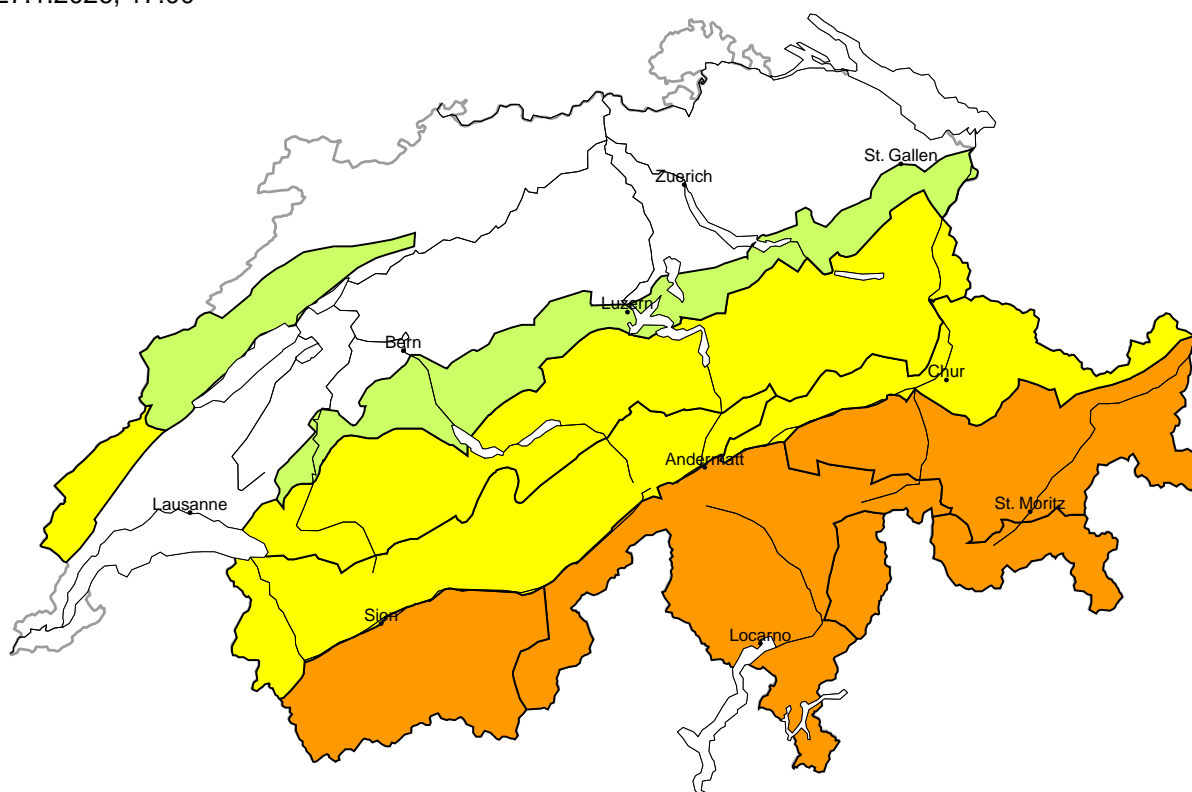 St. Gallen
Zuerich
Luzern
Bern
Chur
Andermatt
Lausanne
St. Moritz
Sion
Locarno